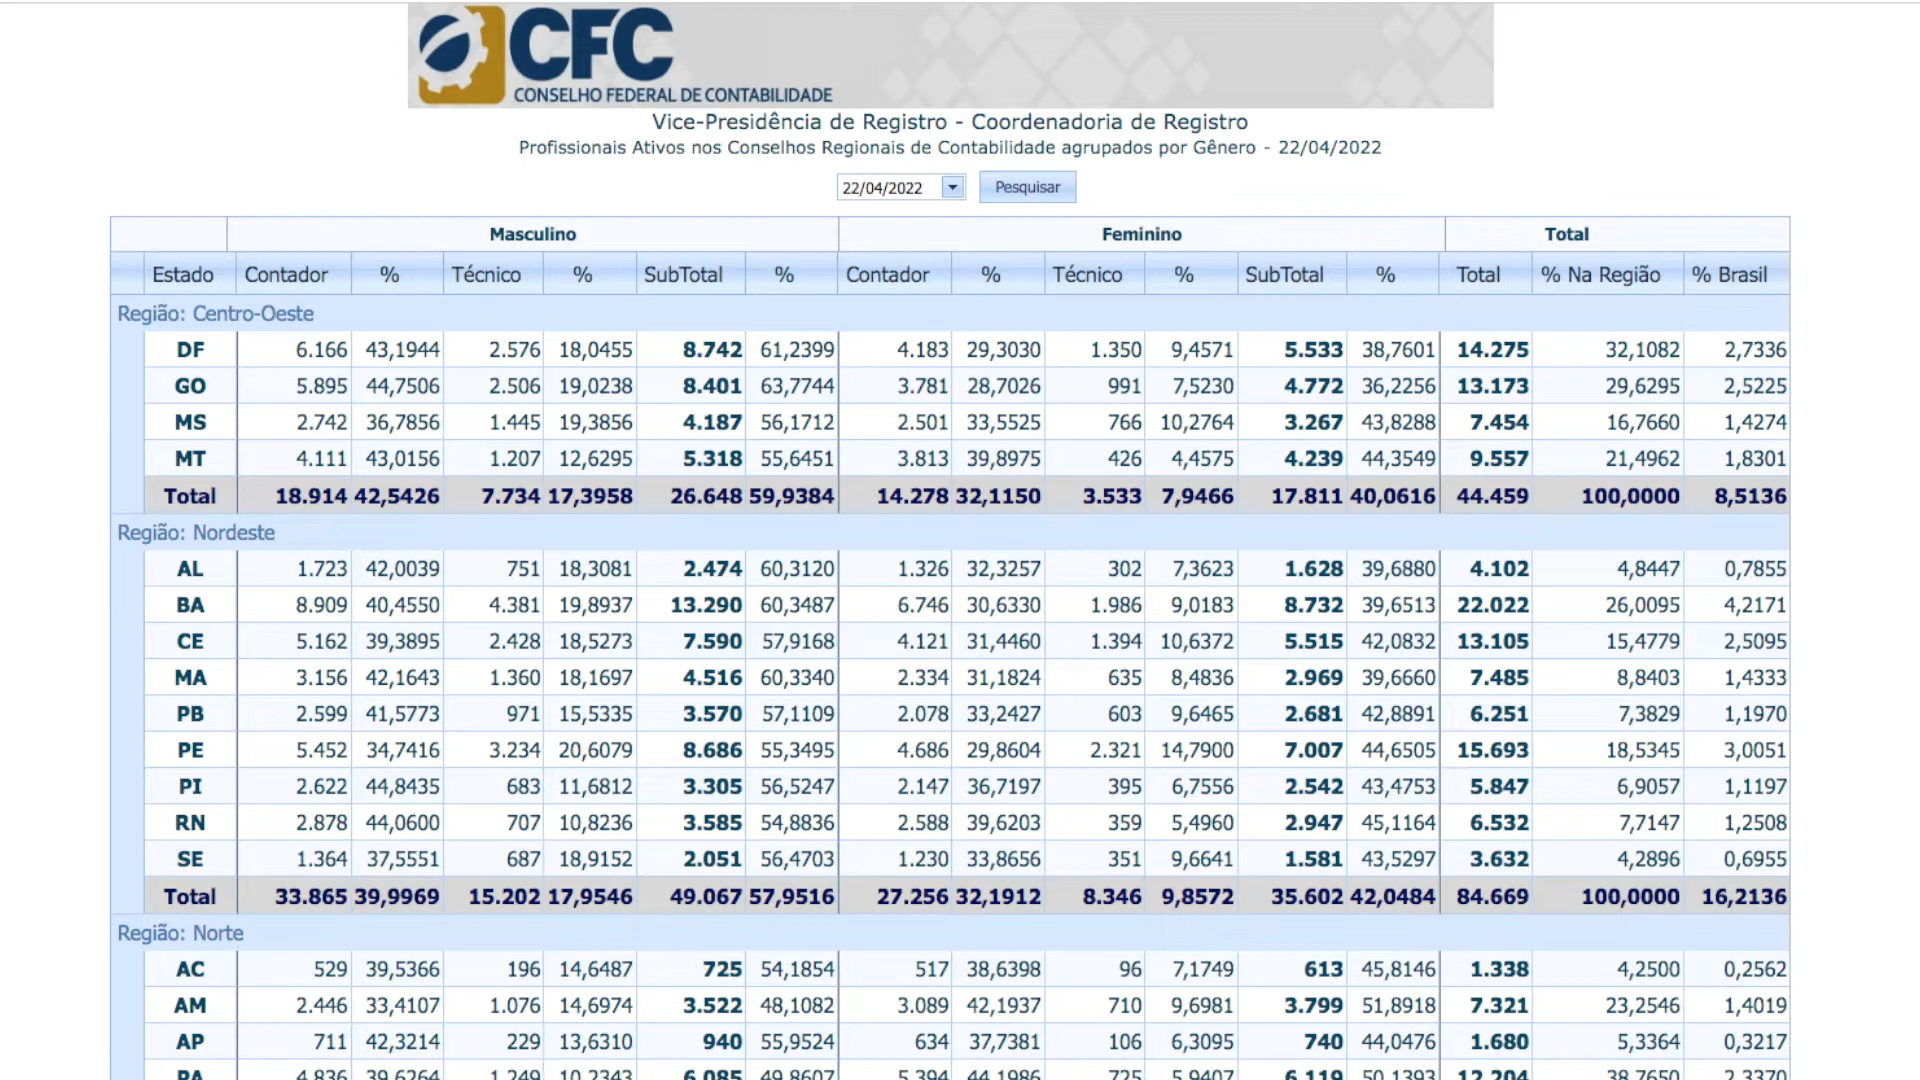 CFC
CONSELHO FEDERAL DE CONTABILIDADE
Vice-Presidência de Registro - Coordenadoria de Registro
Profissionais Ativos nos Conselhos Regionais de Contabilidade agrupados por Gênero - 22/04/2022
22/04/2022 Pesquisar
Masculino Feminino Total
Estado Contador % Técnico % SubTotal % Contador % Técnico % SubTotal % Total % Na Região % Brasil
Região: Centro-Oeste
DF 6.166 43,1944 2.576 18,0455 8.742 61,2399 4.183 29,3030 1.350 9,4571 5.533 38,7601 14.275 32,1082 2,7336
GO 5.895 44,7506 2.506 19,0238 8.401 63,7744 3.781 28,7026 991 7,5230 4.772 36,2256 13.173 29,6295 2,5225
MS 2.742 36,7856 1.445 19,3856 4.187 56,1712 2.501 33,5525 766 10,2764 3.267 43,8288 7.454 16,7660 1,4274
MT 4.111 43,0156 1.207 12,6295 5.318 55,6451 3.813 39,8975 426 4,4575 4.239 44,3549 9.557 21,4962 1,8301
Total 18.914 42,5426 7.734 17,3958 26.648 59,9384 14.278 32,1150 3.533 7,9466 17.811 40,0616 44.459 100,0000 8,5136
Região: Nordeste
AL 1.723 42,0039 751 18,3081 2.474 60,3120 1.326 32,3257 302 7,3623 1.628 39,6880 4.102 4,8447 0,7855
BA 8.909 40,4550 4.381 19,8937 13.290 60,3487 6.746 30,6330 1.986 9,0183 8.732 39,6513 22.022 26,0095 4,2171
CE 5.162 39,3895 2.428 18,5273 7.590 57,9168 4.121 31,4460 1.394 10,6372 5.515 42,0832 13.105 15,4779 2,5095
MA 3.156 42,1643 1.360 18,1697 4.516 60,3340 2.334 31,1824 635 8,4836 2.969 39,6660 7.485 8,8403 1,4333
PB 2.599 41,5773 971 15,5335 3.570 57,1109 2.078 33,2427 603 9,6465 2.681 42,8891 6.251 7,3829 1,1970
PE 5.452 34,7416 3.234 20,6079 8.686 55,3495 4.686 29,8604 2.321 14,7900 7.007 44,6505 15.693 18,5345 3,0051
PI 2.622 44,8435 683 11,6812 3.305 56,5247 2.147 36,7197 395 6,7556 2.542 43,4753 5.847 6,9057 1,1197
RN 2.878 44,0600 707 10,8236 3.585 54,8836 2.588 39,6203 359 5,4960 2.947 45,1164 6.532 7,7147 1,2508
SE 1.364 37,5551 687 18,9152 2.051 56,4703 1.230 33,8656 351 9,6641 1.581 43,5297 3.632 4,2896 0,6955
Total 33.865 39,9969 15.202 17,9546 49.067 57,9516 27.256 32,1912 8.346 9,8572 35.602 42,0484 84.669 100,0000 16,2136
Região: Norte
AC 529 39,5366 196 14,6487 725 54,1854 517 38,6398 96 7,1749 613 45,8146 1.338 4,2500 0,2562
AM 2.446 33,4107 1.076 14,6974 3.522 48,1082 3.089 42,1937 710 9,6981 3.799 51,8918 7.321 23,2546 1,4019
AP 711 42,3214 229 13,6310 940 55,9524 634 37,7381 106 6,3095 740 44,0476 1.680 5,3364 0,3217
PA 4.836 39,6264 1.249 10,2343 6.085 49,8607 5.394 44,1986 725 5,9407 6.119 50,1393 12.204 38,7650 2,3370